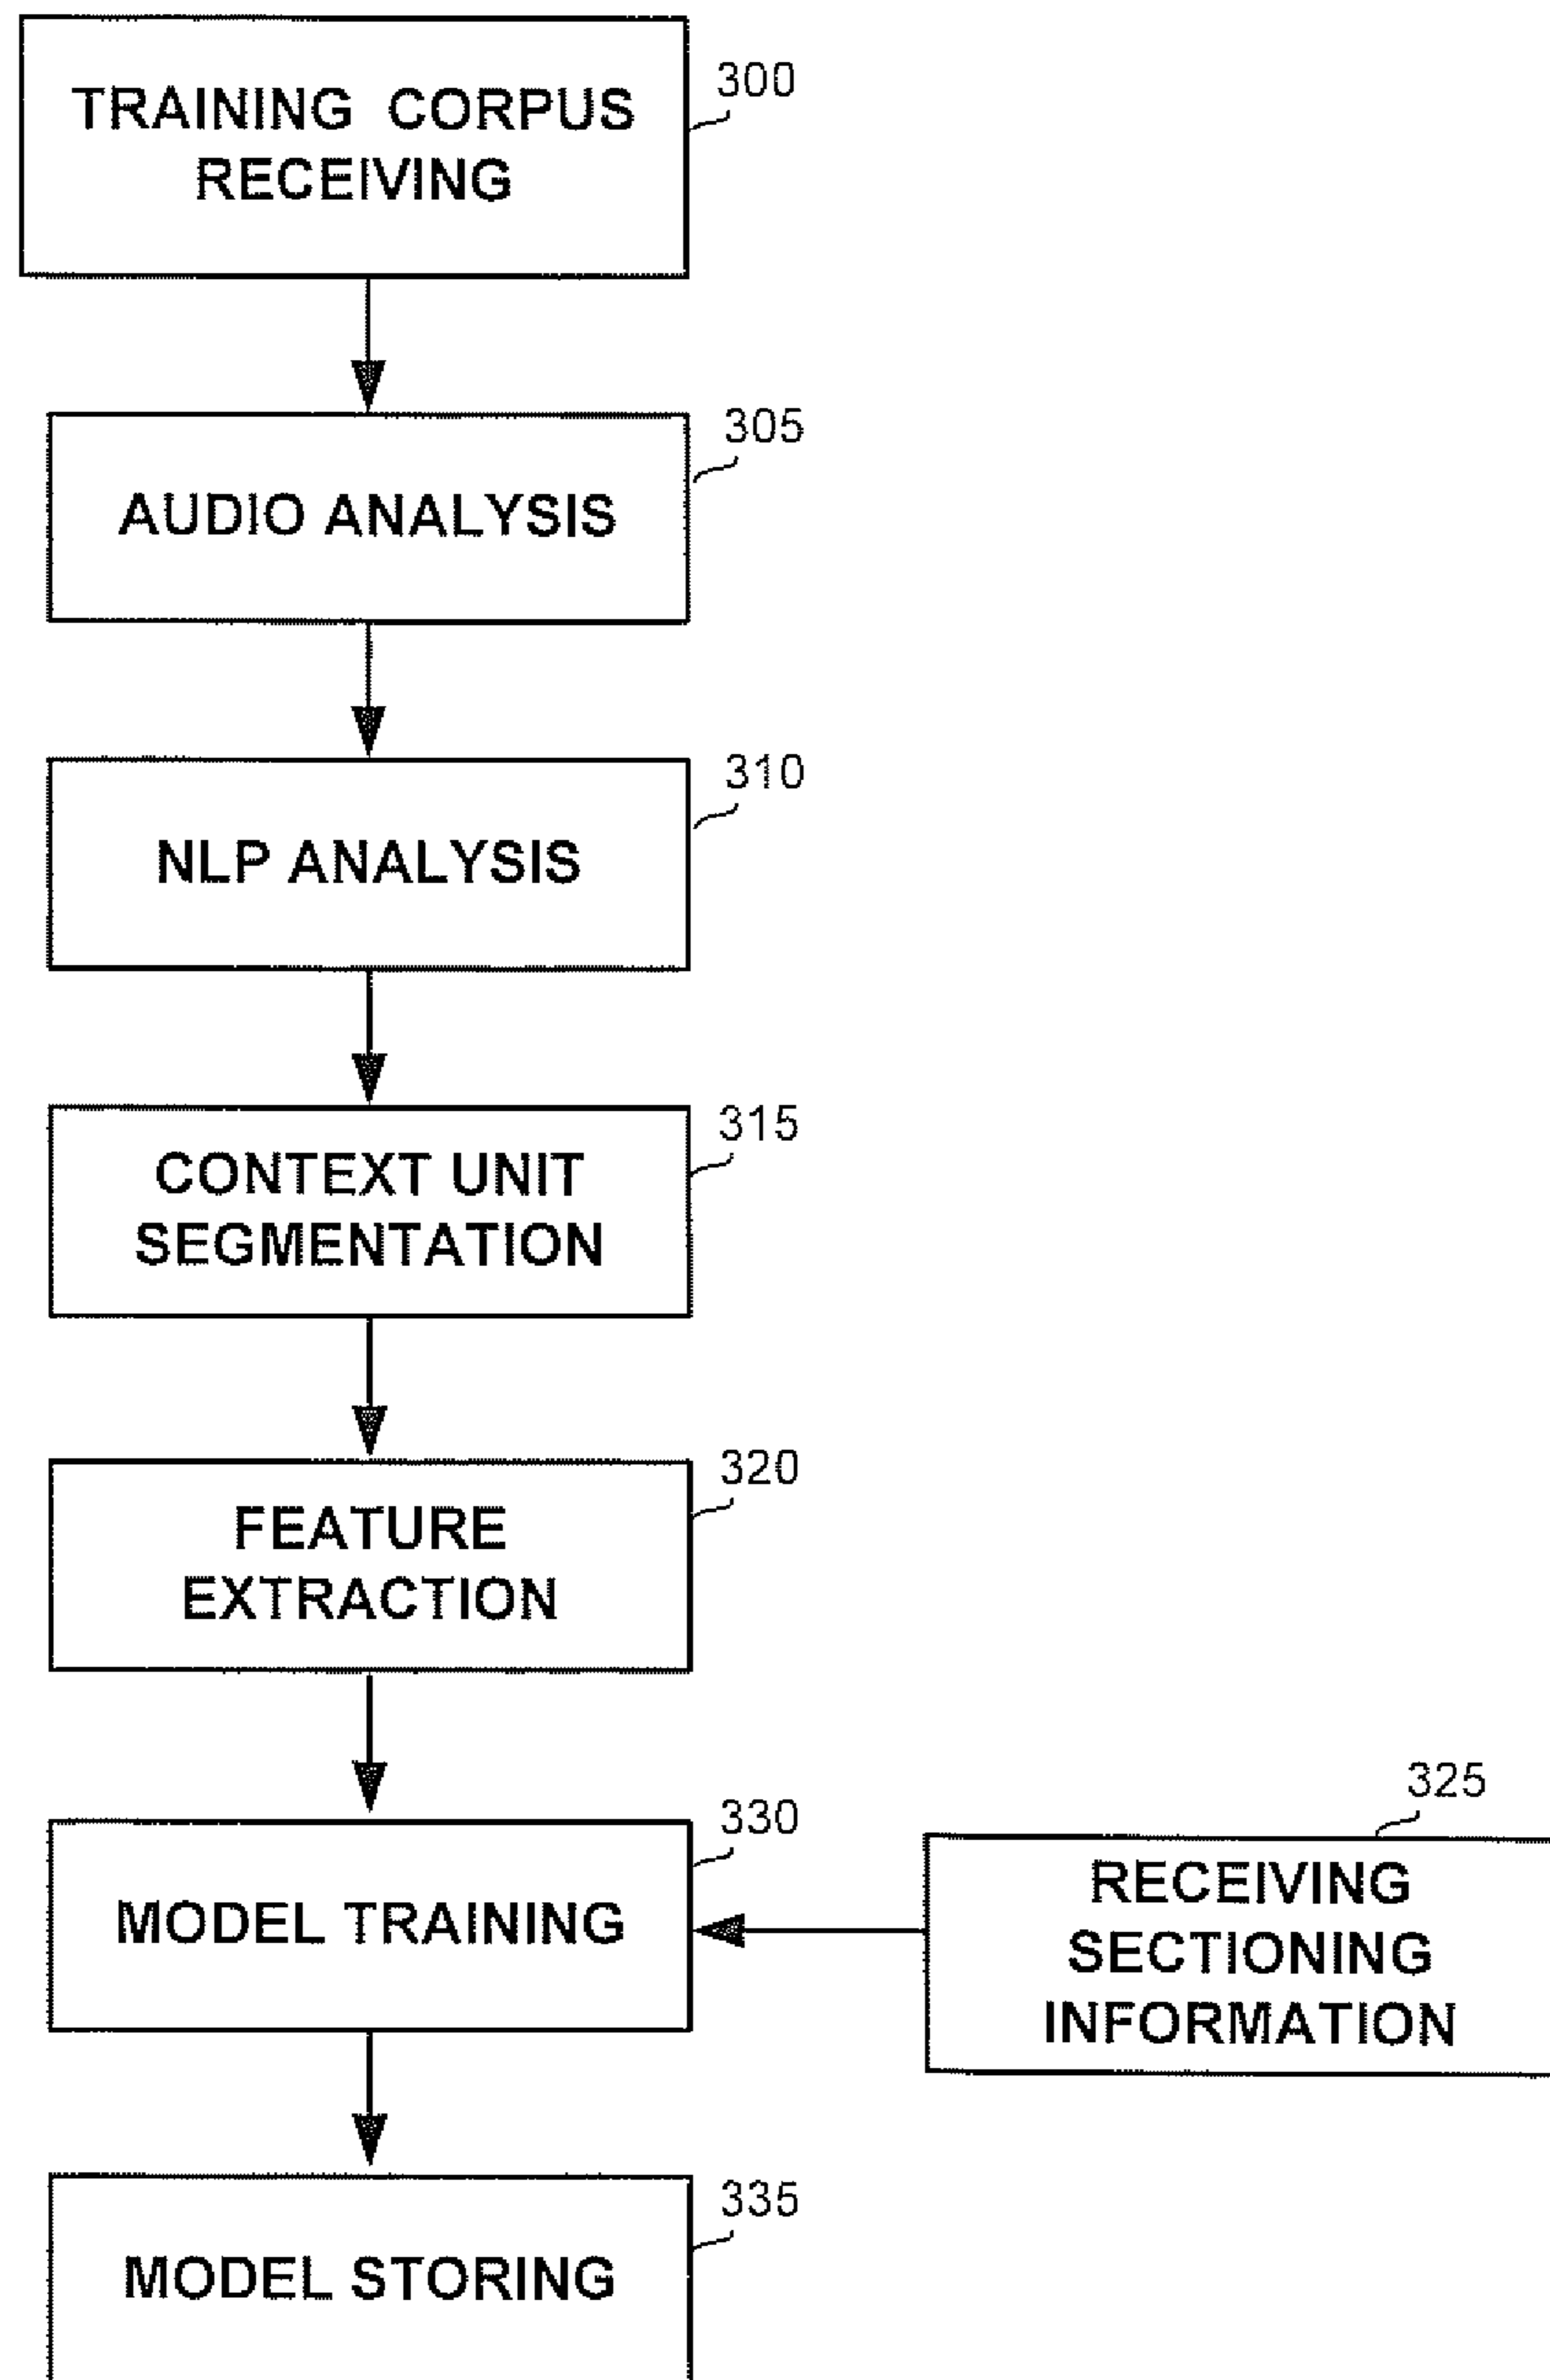 TRAINING CORPUS
RECEIVING
300
AUDIO ANALYSIS
305
NLP ANALYSIS
310
CONTEXT UNIT
SEGMENTATION
315
FEATURE
EXTRACTION
320
MODEL TRAINING
330
RECEIVING
SECTIONING
INFORMATION
325
MODEL STORING
335